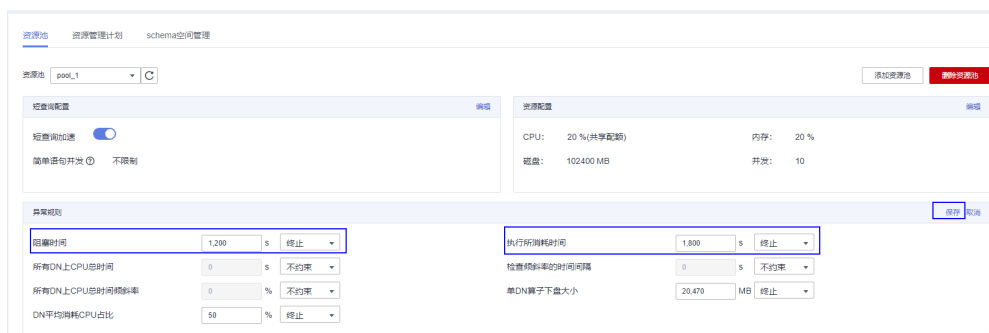 资源池 资源管理计划 schema空间管理
资源池 pool_1 添加资源池 删除资源池
短查询配置 编辑 资源配置 编辑
短查询加速 CPU: 20 %(共享配额) 内存: 20 %
简单语句并发 ? 不限制 磁盘: 102400 MB 并发: 10
异常规则 保存 取消
阻塞时间 1,200 s 终止 执行所消耗时间 1,800 s 终止
所有DN上CPU总时间 0 s 不约束 检查倾斜率的时间间隔 0 s 不约束
所有DN上CPU总时间倾斜率 0 % 不约束 单DN算子下盘大小 20,470 MB 终止
DN平均消耗CPU占比 50 % 终止